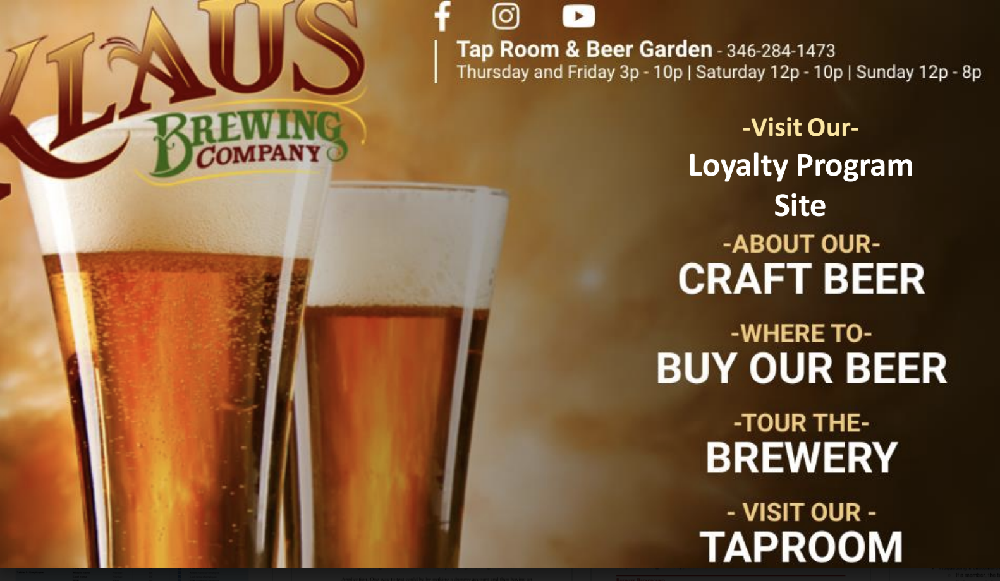 KLAUS
BREWING
COMPANY
Tap Room & Beer Garden - 346-284-1473
Thursday and Friday 3p - 10p | Saturday 12p - 10p | Sunday 12p - 8p
-Visit Our-
Loyalty Program
Site
-ABOUT OUR-
CRAFT BEER
-WHERE TO-
BUY OUR BEER
-TOUR THE-
BREWERY
- VISIT OUR -
TAPROOM